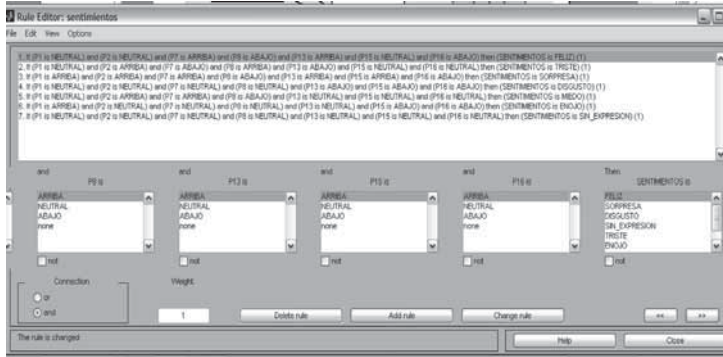 Rule Editor: sentimientos
File Edit View Options
1. If (P1 is NEUTRAL) and (P2 is NEUTRAL) and (P7 is ARRIBA) and (P8 is ABAJO) and (P13 is ARRIBA) and (P15 is NEUTRAL) and (P16 is ABAJO) then (SENTIMIENTOS is FELIZ) (1)
2. If (P1 is NEUTRAL) and (P2 is ARRIBA) and (P7 is ABAJO) and (P8 is ARRIBA) and (P13 is ABAJO) and (P15 is NEUTRAL) and (P16 is NEUTRAL) then (SENTIMIENTOS is TRISTE) (1)
3. If (P1 is ARRIBA) and (P2 is ARRIBA) and (P7 is ARRIBA) and (P8 is ABAJO) and (P13 is ARRIBA) and (P15 is ARRIBA) and (P16 is ABAJO) then (SENTIMIENTOS is SORPRESA) (1)
4. If (P1 is NEUTRAL) and (P2 is NEUTRAL) and (P7 is ABAJO) and (P8 is NEUTRAL) and (P13 is ABAJO) and (P15 is ABAJO) and (P16 is ABAJO) then (SENTIMIENTOS is DISGUSTO) (1)
5. If (P1 is NEUTRAL) and (P2 is ARRIBA) and (P7 is ARRIBA) and (P8 is ABAJO) and (P13 is NEUTRAL) and (P15 is NEUTRAL) and (P16 is NEUTRAL) then (SENTIMIENTOS is MIEDO) (1)
6. If (P1 is NEUTRAL) and (P2 is ABAJO) and (P7 is NEUTRAL) and (P8 is NEUTRAL) and (P13 is NEUTRAL) and (P15 is ABAJO) and (P16 is ABAJO) then (SENTIMIENTOS is ENOJO) (1)
7. If (P1 is NEUTRAL) and (P2 is NEUTRAL) and (P7 is NEUTRAL) and (P8 is NEUTRAL) and (P13 is NEUTRAL) and (P15 is NEUTRAL) and (P16 is NEUTRAL) then (SENTIMIENTOS is SIN_EXPRESION) (1)
and and and and Then
P8 is P13 is P15 is P16 is SENTIMIENTOS is
ARRIBA ARRIBA ARRIBA ARRIBA FELIZ
NEUTRAL NEUTRAL NEUTRAL NEUTRAL SORPRESA
ABAJO ABAJO ABAJO ABAJO DISGUSTO
none none none none SIN_EXPRESION
TRISTE
ENOJO
not not not not not
Connection Weight:
or
and 1 Delete rule Add rule Change rule << >>
The rule is changed Help Close